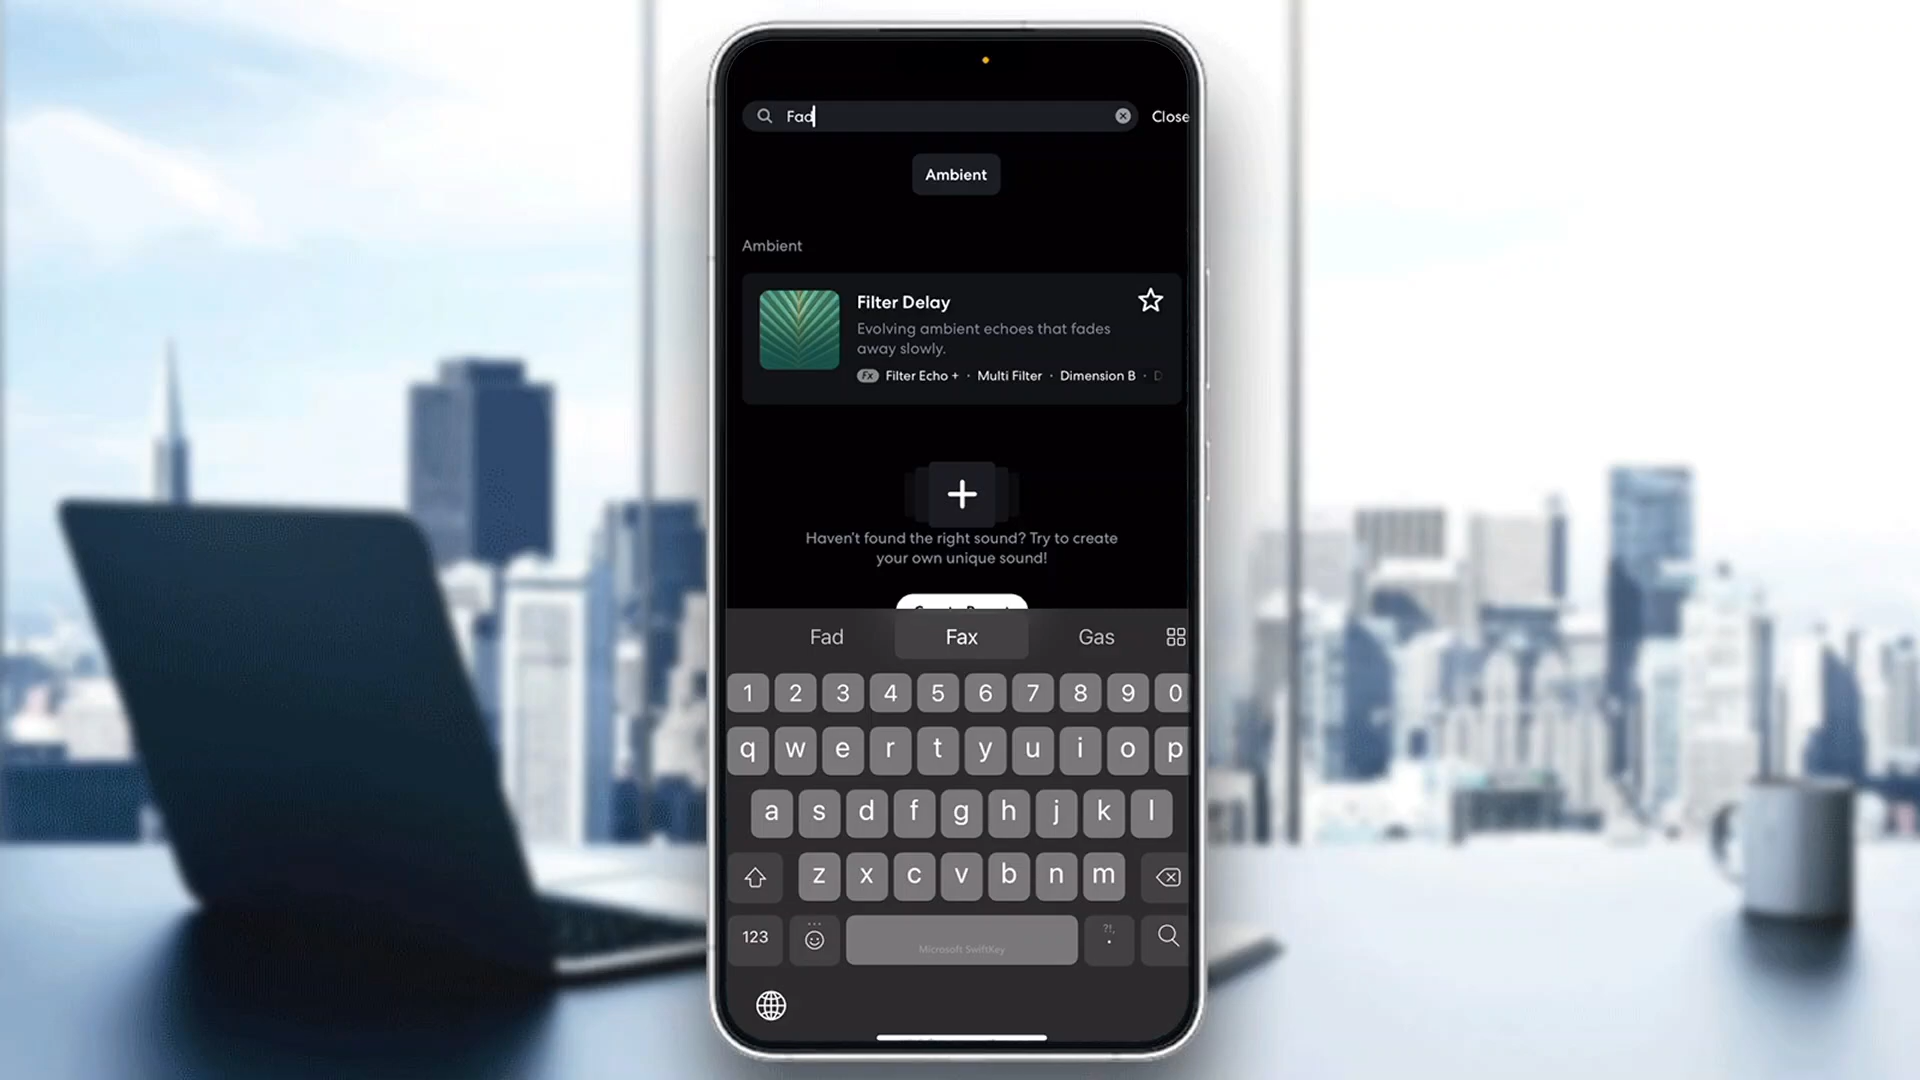 Fad
Close
Ambient
Ambient
Filter Delay
Evolving ambient echoes that fades
away slowly.
Fx Filter Echo + · Multi Filter · Dimension B · D
Haven't found the right sound? Try to create
your own unique sound!
Fad Fax Gas
1 2 3 4 5 6 7 8 9 0
q w e r t y u i o p
a s d f g h j k l
z x c v b n m
123 Microsoft SwiftKey ?!, .